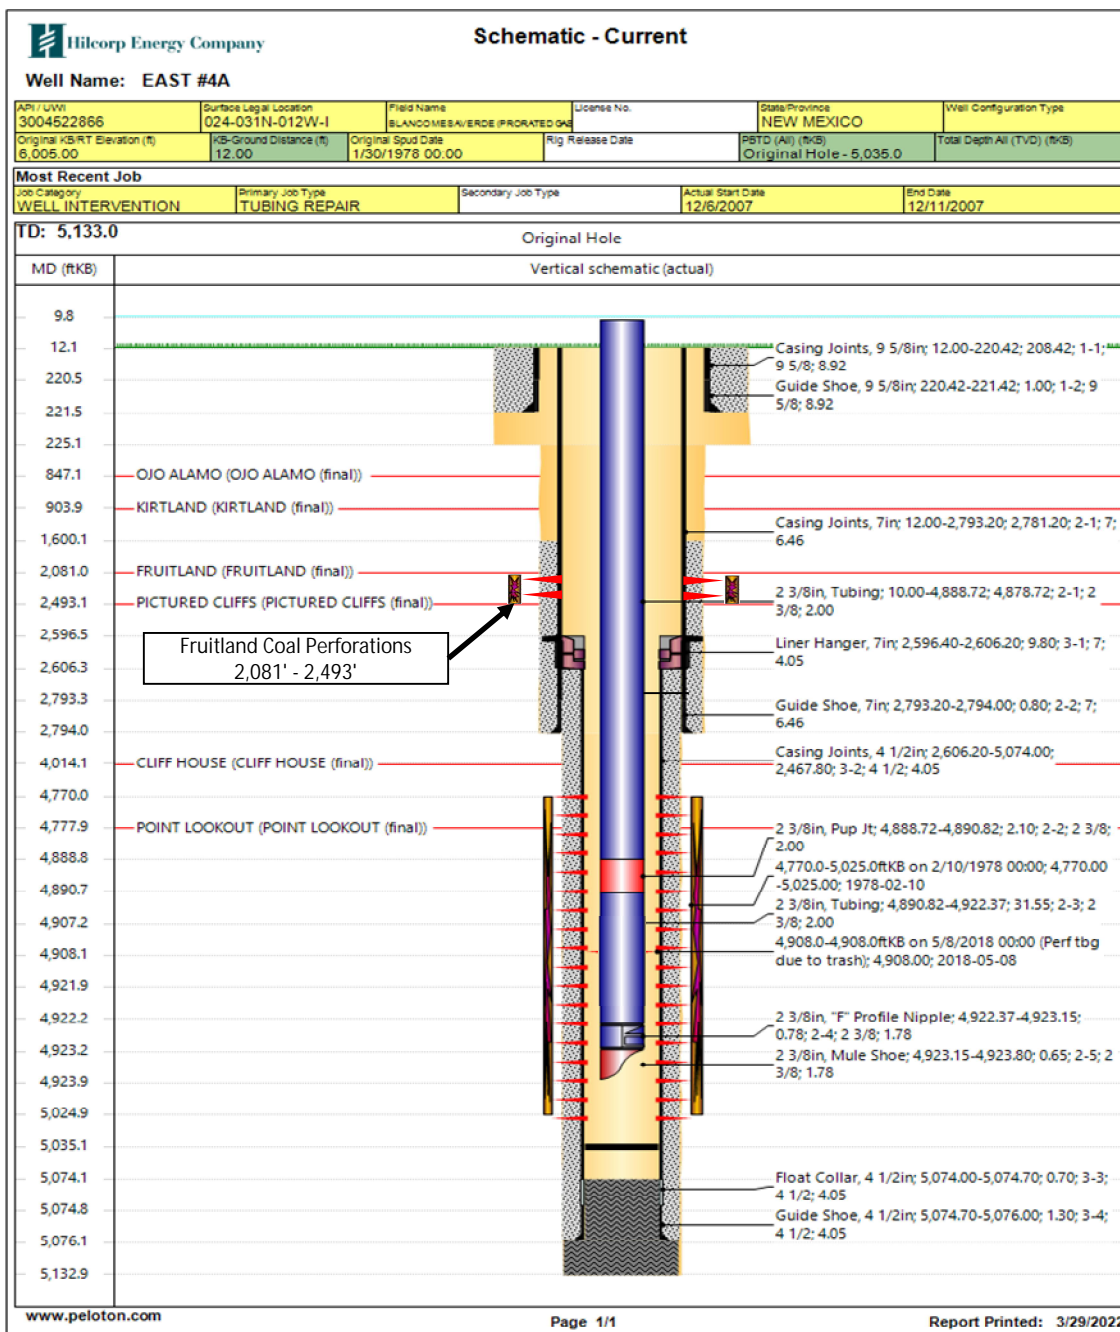 Hilcorp Energy Company
Schematic - Current
Well Name: EAST #4A
API / UWI
3004522866
Surface Legal Location
024-031N-012W-I
Field Name
BLANCO MESAVERDE (PRORATED GAS
License No.
State/Province
NEW MEXICO
Well Configuration Type
Original KB/RT Elevation (ft)
6,005.00
KB-Ground Distance (ft)
12.00
Original Spud Date
1/30/1978 00:00
Rig Release Date
PBTD (All) (ftKB)
Original Hole - 5,035.0
Total Depth All (TVD) (ftKB)
Most Recent Job
Job Category
WELL INTERVENTION
Primary Job Type
TUBING REPAIR
Secondary Job Type
Actual Start Date
12/6/2007
End Date
12/11/2007
TD: 5,133.0
Original Hole
MD (ftKB)
Vertical schematic (actual)
9.8
12.1
220.5
221.5
225.1
847.1
903.9
1,600.1
2,081.0
2,493.1
2,596.5
2,606.3
2,793.3
2,794.0
4,014.1
4,770.0
4,777.9
4,888.8
4,890.7
4,907.2
4,908.1
4,921.9
4,922.2
4,923.2
4,923.9
5,024.9
5,035.1
5,074.1
5,074.8
5,076.1
5,132.9
OJO ALAMO (OJO ALAMO (final))
KIRTLAND (KIRTLAND (final))
FRUITLAND (FRUITLAND (final))
PICTURED CLIFFS (PICTURED CLIFFS (final))
Fruitland Coal Perforations
2,081' - 2,493'
CLIFF HOUSE (CLIFF HOUSE (final))
POINT LOOKOUT (POINT LOOKOUT (final))
Casing Joints, 9 5/8in; 12.00-220.42; 208.42; 1-1;
9 5/8; 8.92
Guide Shoe, 9 5/8in; 220.42-221.42; 1.00; 1-2; 9
5/8; 8.92
Casing Joints, 7in; 12.00-2,793.20; 2,781.20; 2-1; 7;
6.46
2 3/8in, Tubing; 10.00-4,888.72; 4,878.72; 2-1; 2
3/8; 2.00
Liner Hanger, 7in; 2,596.40-2,606.20; 9.80; 3-1; 7;
4.05
Guide Shoe, 7in; 2,793.20-2,794.00; 0.80; 2-2; 7;
6.46
Casing Joints, 4 1/2in; 2,606.20-5,074.00;
2,467.80; 3-2; 4 1/2; 4.05
2 3/8in, Pup Jt; 4,888.72-4,890.82; 2.10; 2-2; 2 3/8;
2.00
4,770.0-5,025.0ftKB on 2/10/1978 00:00; 4,770.00
-5,025.00; 1978-02-10
2 3/8in, Tubing; 4,890.82-4,922.37; 31.55; 2-3; 2
3/8; 2.00
4,908.0-4,908.0ftKB on 5/8/2018 00:00 (Perf tbg
due to trash); 4,908.00; 2018-05-08
2 3/8in, "F" Profile Nipple; 4,922.37-4,923.15;
0.78; 2-4; 2 3/8; 1.78
2 3/8in, Mule Shoe; 4,923.15-4,923.80; 0.65; 2-5; 2
3/8; 1.78
Float Collar, 4 1/2in; 5,074.00-5,074.70; 0.70; 3-3;
4 1/2; 4.05
Guide Shoe, 4 1/2in; 5,074.70-5,076.00; 1.30; 3-4;
4 1/2; 4.05
www.peloton.com
Page 1/1
Report Printed: 3/29/2022